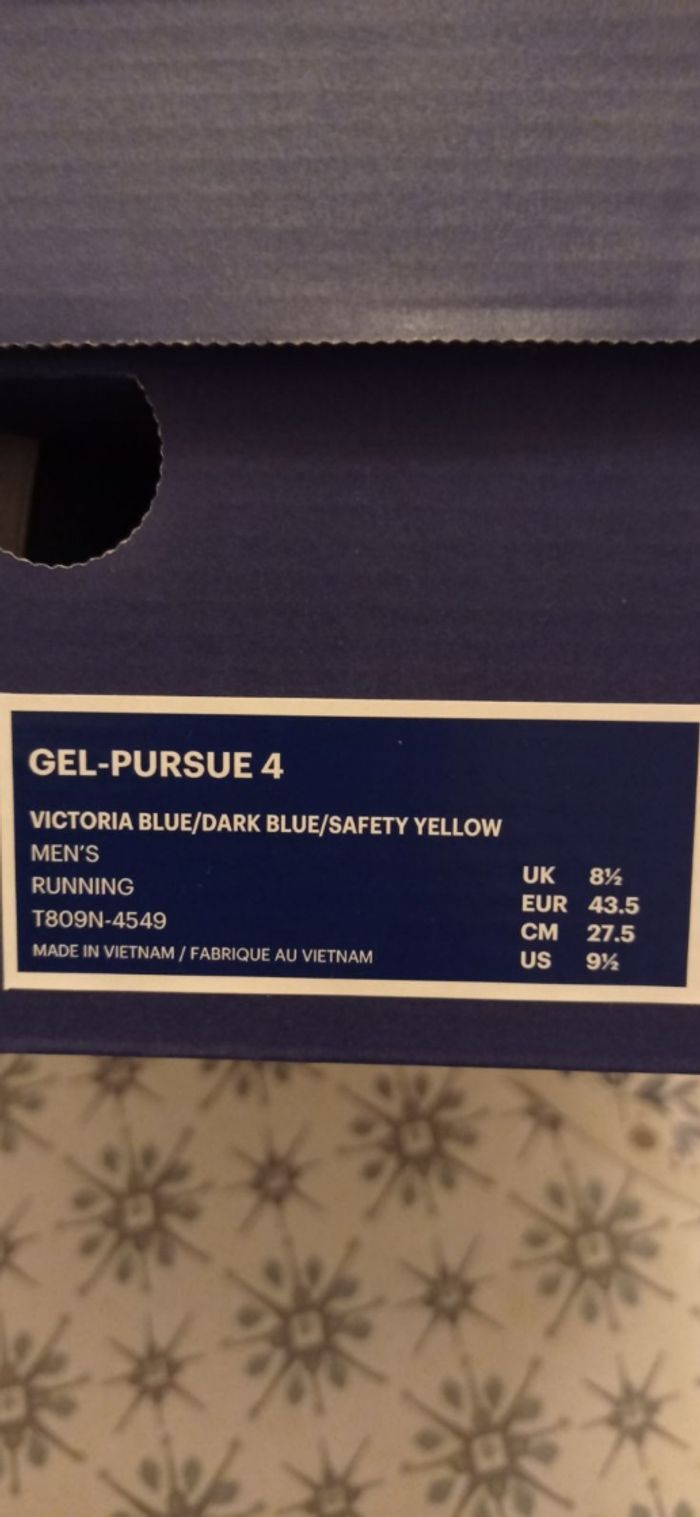 GEL-PURSUE 4
VICTORIA BLUE/DARK BLUE/SAFETY YELLOW
MEN'S
RUNNING
T809N-4549
MADE IN VIETNAM / FABRIQUE AU VIETNAM
UK 8½
EUR 43.5
CM 27.5
US 9½